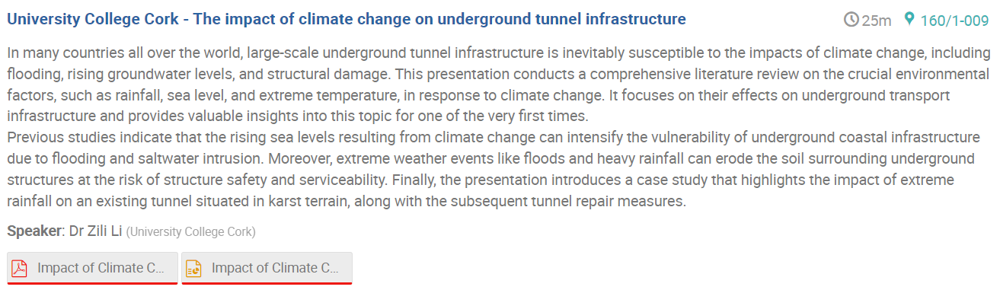 University College Cork - The impact of climate change on underground tunnel infrastructure
25m
160/1-009
In many countries all over the world, large-scale underground tunnel infrastructure is inevitably susceptible to the impacts of climate change, including
flooding, rising groundwater levels, and structural damage. This presentation conducts a comprehensive literature review on the crucial environmental
factors, such as rainfall, sea level, and extreme temperature, in response to climate change. It focuses on their effects on underground transport
infrastructure and provides valuable insights into this topic for one of the very first times.
Previous studies indicate that the rising sea levels resulting from climate change can intensify the vulnerability of underground coastal infrastructure
due to flooding and saltwater intrusion. Moreover, extreme weather events like floods and heavy rainfall can erode the soil surrounding underground
structures at the risk of structure safety and serviceability. Finally, the presentation introduces a case study that highlights the impact of extreme
rainfall on an existing tunnel situated in karst terrain, along with the subsequent tunnel repair measures.
Speaker: Dr Zili Li (University College Cork)
Impact of Climate C...
Impact of Climate C...